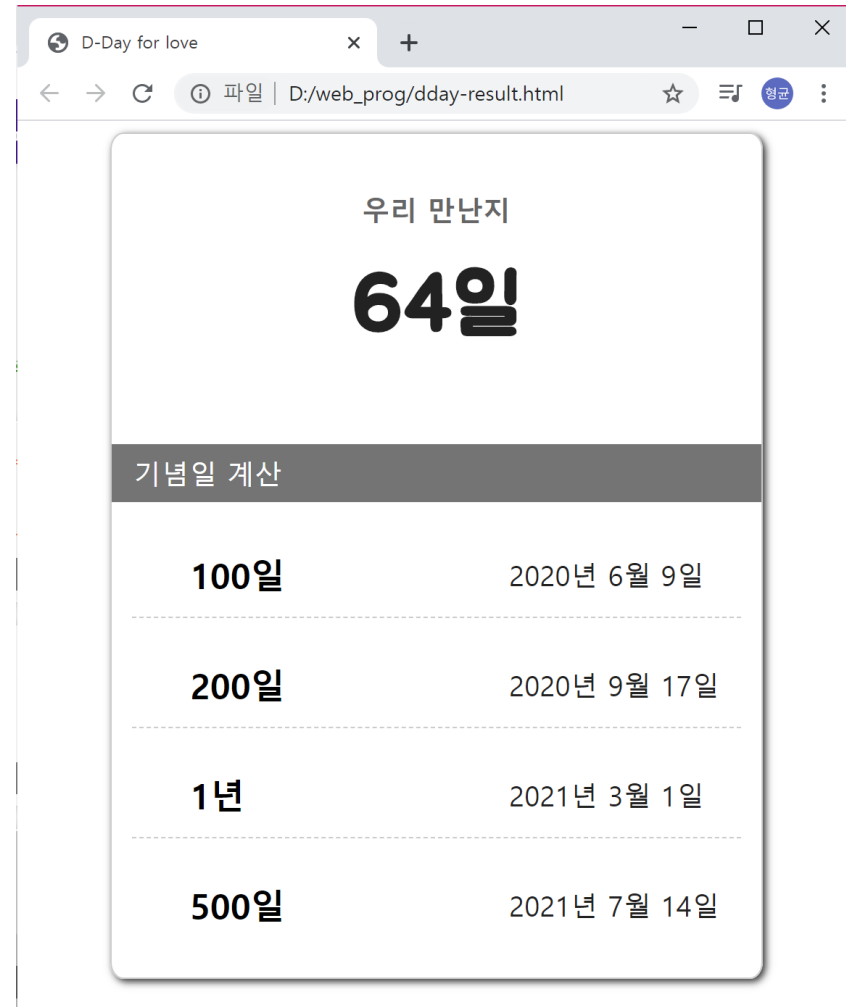 D-Day for love
파일 D:/web_prog/dday-result.html 형균
우리 만난지
64일
기념일 계산
100일 2020년 6월 9일
200일 2020년 9월 17일
1년 2021년 3월 1일
500일 2021년 7월 14일